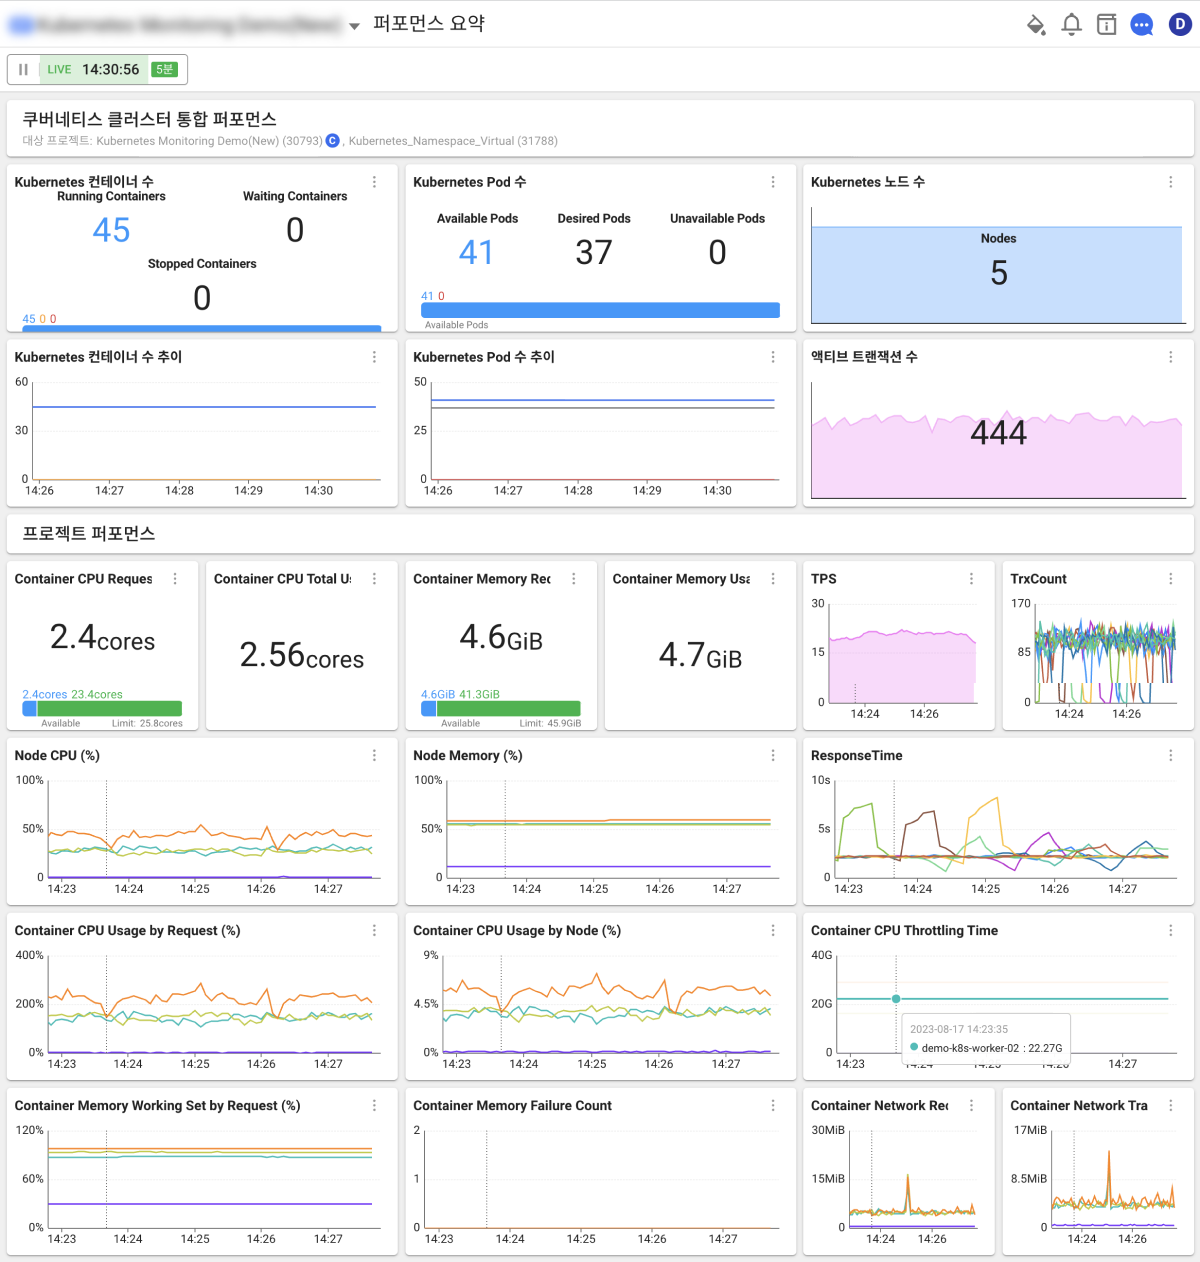 퍼포먼스 요약
D
LIVE 14:30:56 5분
쿠버네티스 클러스터 통합 퍼포먼스
대상 프로젝트: Kubernetes Monitoring Demo(New) (30793) C , Kubernetes_Namespace_Virtual (31788)
Kubernetes 컨테이너 수
Running Containers
45
Waiting Containers
0
Stopped Containers
0
45 0 0
Kubernetes Pod 수
Available Pods
41
Desired Pods
37
Unavailable Pods
0
41 0
Available Pods
Kubernetes 노드 수
Nodes
5
Kubernetes 컨테이너 수 추이
60
30
0
14:26 14:27 14:28 14:29 14:30
Kubernetes Pod 수 추이
50
25
0
14:26 14:27 14:28 14:29 14:30
액티브 트랜잭션 수
444
프로젝트 퍼포먼스
Container CPU Reques
2.4cores
2.4cores 23.4cores
Available Limit: 25.8cores
Container CPU Total U
2.56cores
Container Memory Rec
4.6GiB
4.6GiB 41.3GiB
Available Limit: 45.9GiB
Container Memory Usa
4.7GiB
TPS
30
15
0
14:24 14:26
TrxCount
170
85
0
14:24 14:26
Node CPU (%)
100%
50%
0
14:23 14:24 14:25 14:26 14:27
Node Memory (%)
100%
50%
0
14:23 14:24 14:25 14:26 14:27
ResponseTime
10s
5s
0
14:23 14:24 14:25 14:26 14:27
Container CPU Usage by Request (%)
400%
200%
0%
14:23 14:24 14:25 14:26 14:27
Container CPU Usage by Node (%)
9%
4.5%
0%
14:23 14:24 14:25 14:26 14:27
Container CPU Throttling Time
40G
20G
0
2023-08-17 14:23:35
demo-k8s-worker-02 : 22.27G
14:23 14:24 14:25 14:26 14:27
Container Memory Working Set by Request (%)
120%
60%
0%
14:23 14:24 14:25 14:26 14:27
Container Memory Failure Count
2
1
0
14:23 14:24 14:25 14:26 14:27
Container Network Rec
30MiB
15MiB
0
14:24 14:26
Container Network Tra
17MiB
8.5MiB
0
14:24 14:26